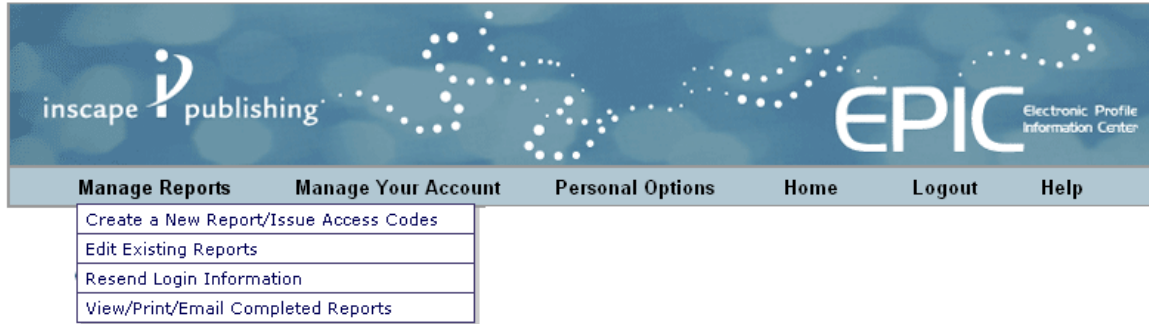 inscape publishing
EPIC Electronic Profile
Information Center
Manage Reports Manage Your Account Personal Options Home Logout Help
Create a New Report/Issue Access Codes
Edit Existing Reports
Resend Login Information
View/Print/Email Completed Reports